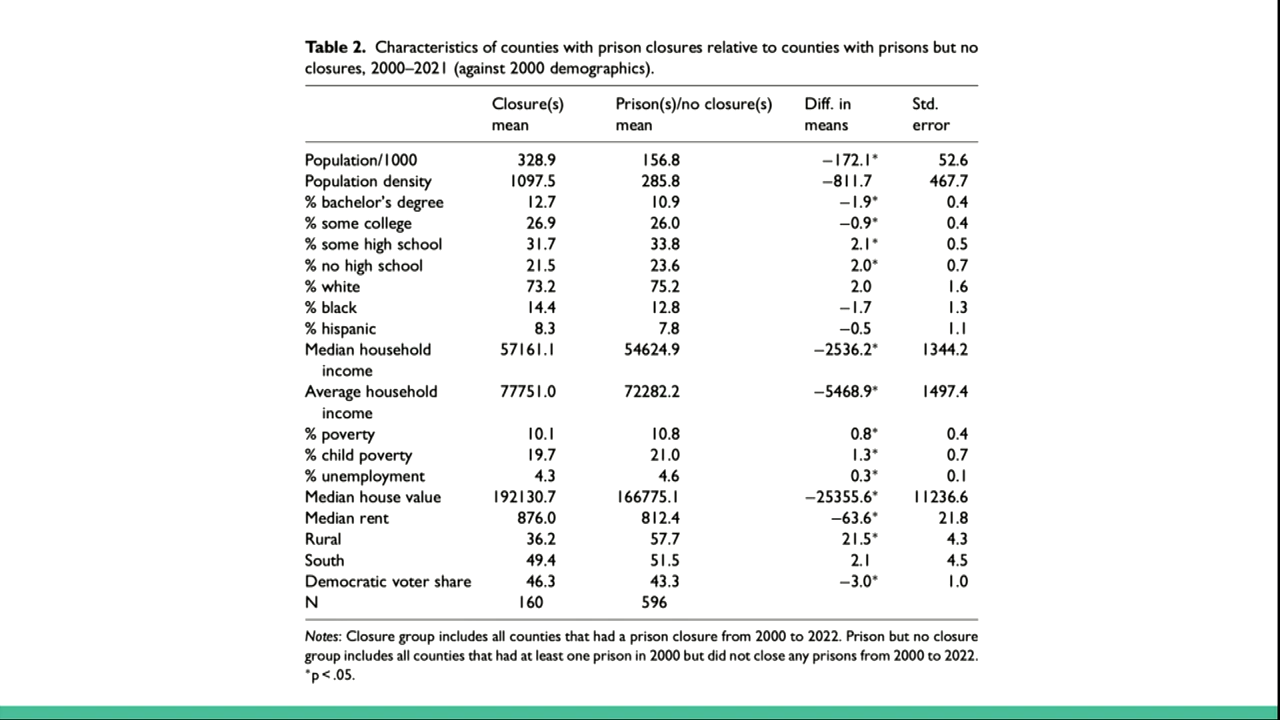 Table 2. Characteristics of counties with prison closures relative to counties with prisons but no
closures, 2000–2021 (against 2000 demographics).
Closure(s) Prison(s)/no closure(s) Diff. in Std.
mean mean means error
Population/1000 328.9 156.8 −172.1* 52.6
Population density 1097.5 285.8 −811.7 467.7
% bachelor's degree 12.7 10.9 −1.9* 0.4
% some college 26.9 26.0 −0.9* 0.4
% some high school 31.7 33.8 2.1* 0.5
% no high school 21.5 23.6 2.0* 0.7
% white 73.2 75.2 2.0 1.6
% black 14.4 12.8 −1.7 1.3
% hispanic 8.3 7.8 −0.5 1.1
Median household 57161.1 54624.9 −2536.2* 1344.2
income
Average household 77751.0 72282.2 −5468.9* 1497.4
income
% poverty 10.1 10.8 0.8* 0.4
% child poverty 19.7 21.0 1.3* 0.7
% unemployment 4.3 4.6 0.3* 0.1
Median house value 192130.7 166775.1 −25355.6* 11236.6
Median rent 876.0 812.4 −63.6* 21.8
Rural 36.2 57.7 21.5* 4.3
South 49.4 51.5 2.1 4.5
Democratic voter share 46.3 43.3 −3.0* 1.0
N 160 596
Notes: Closure group includes all counties that had a prison closure from 2000 to 2022. Prison but no closure
group includes all counties that had at least one prison in 2000 but did not close any prisons from 2000 to 2022.
*p < .05.